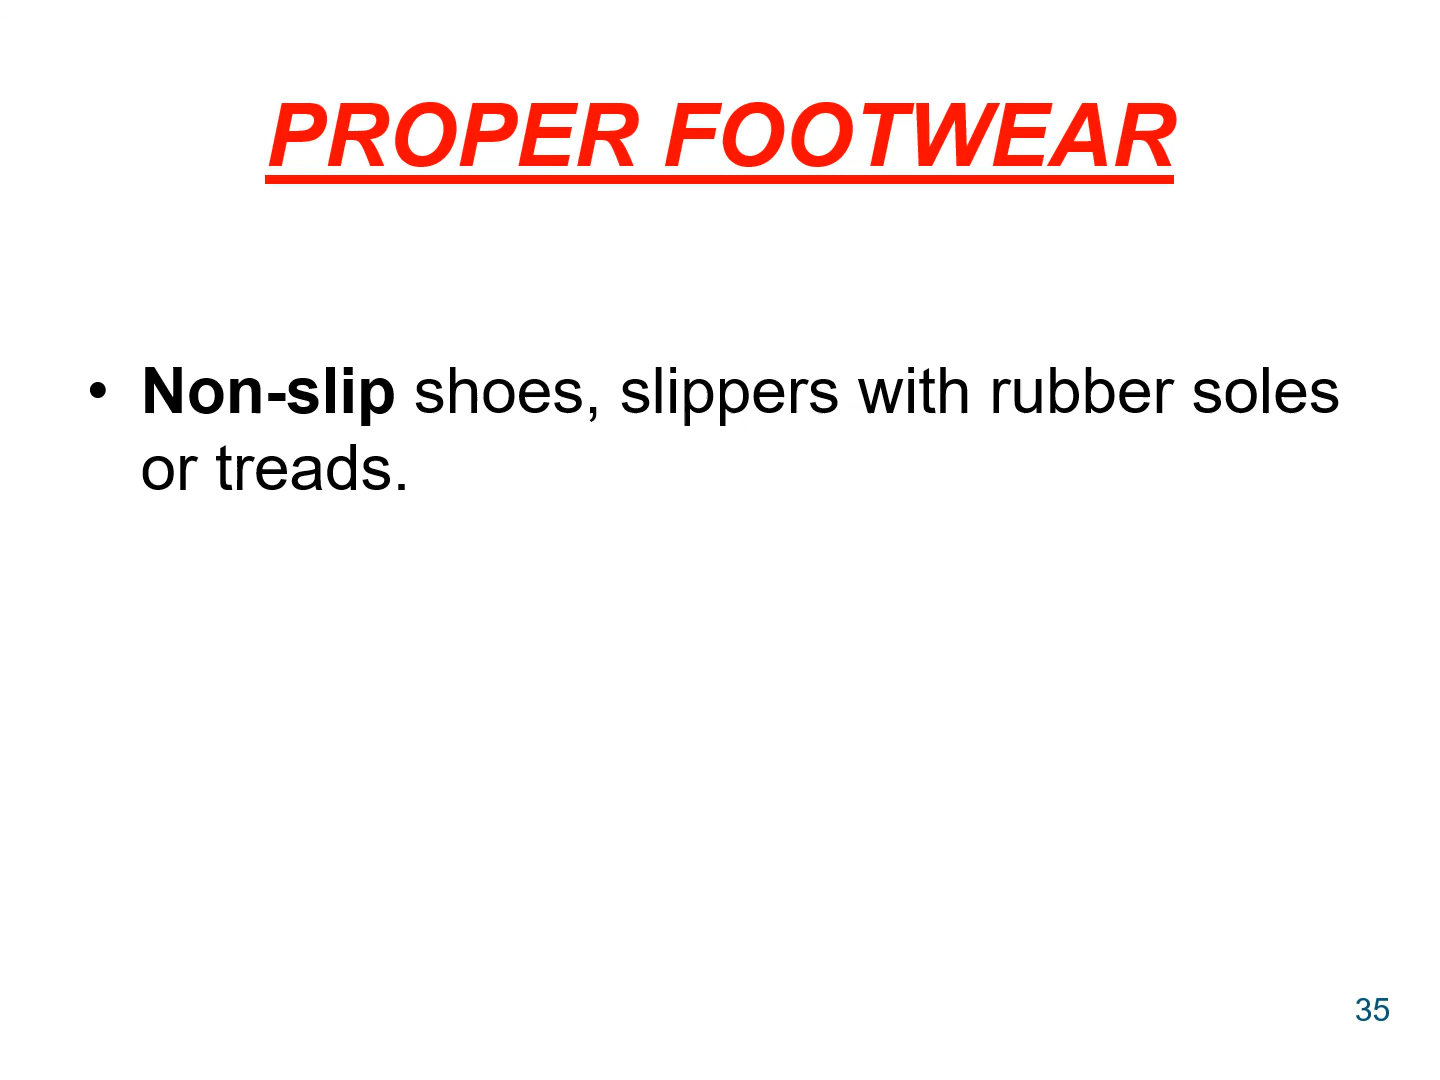 PROPER FOOTWEAR
• Non-slip shoes, slippers with rubber soles
or treads.
35